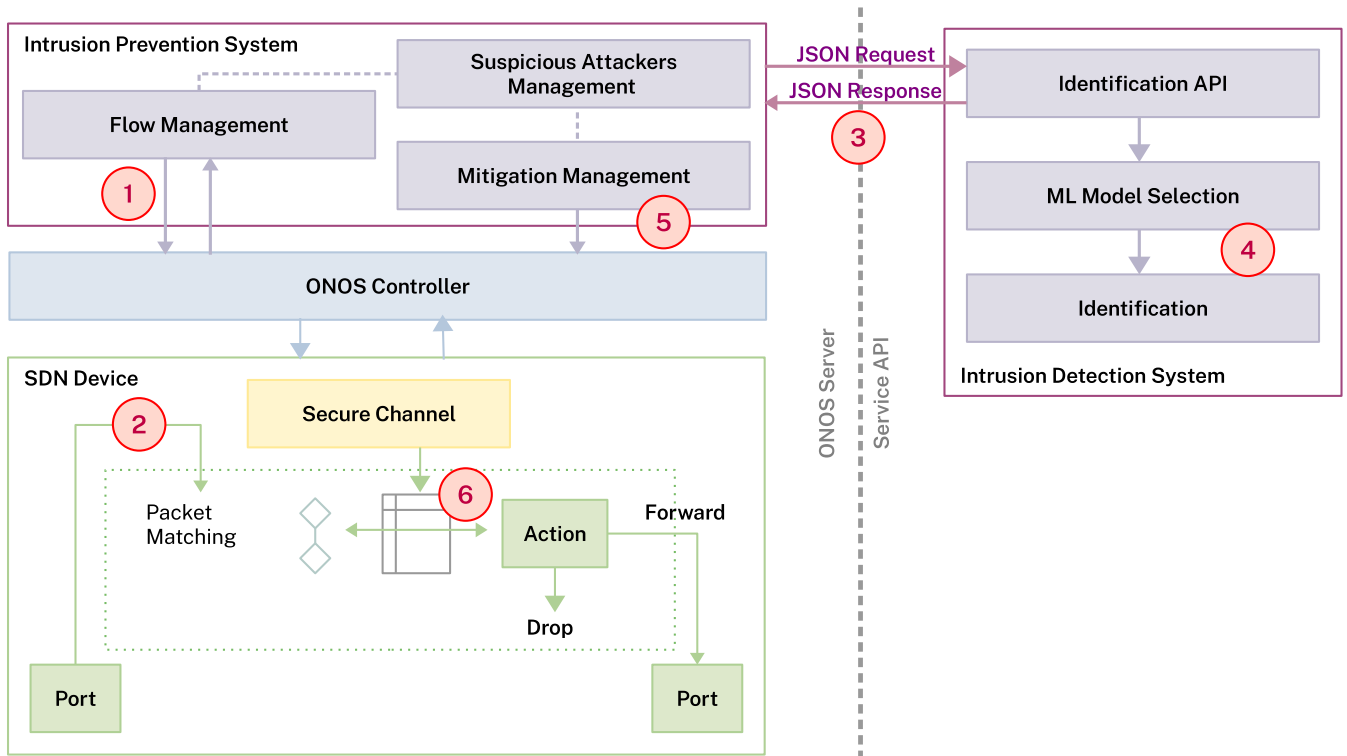 Intrusion Prevention System
Suspicious Attackers
Management
Flow Management
Mitigation Management
1
5
JSON Request
JSON Response
3
Identification API
ML Model Selection
4
Identification
Intrusion Detection System
ONOS Controller
ONOS Server
Service API
SDN Device
2
Secure Channel
6
Packet
Matching
Action
Forward
Drop
Port
Port